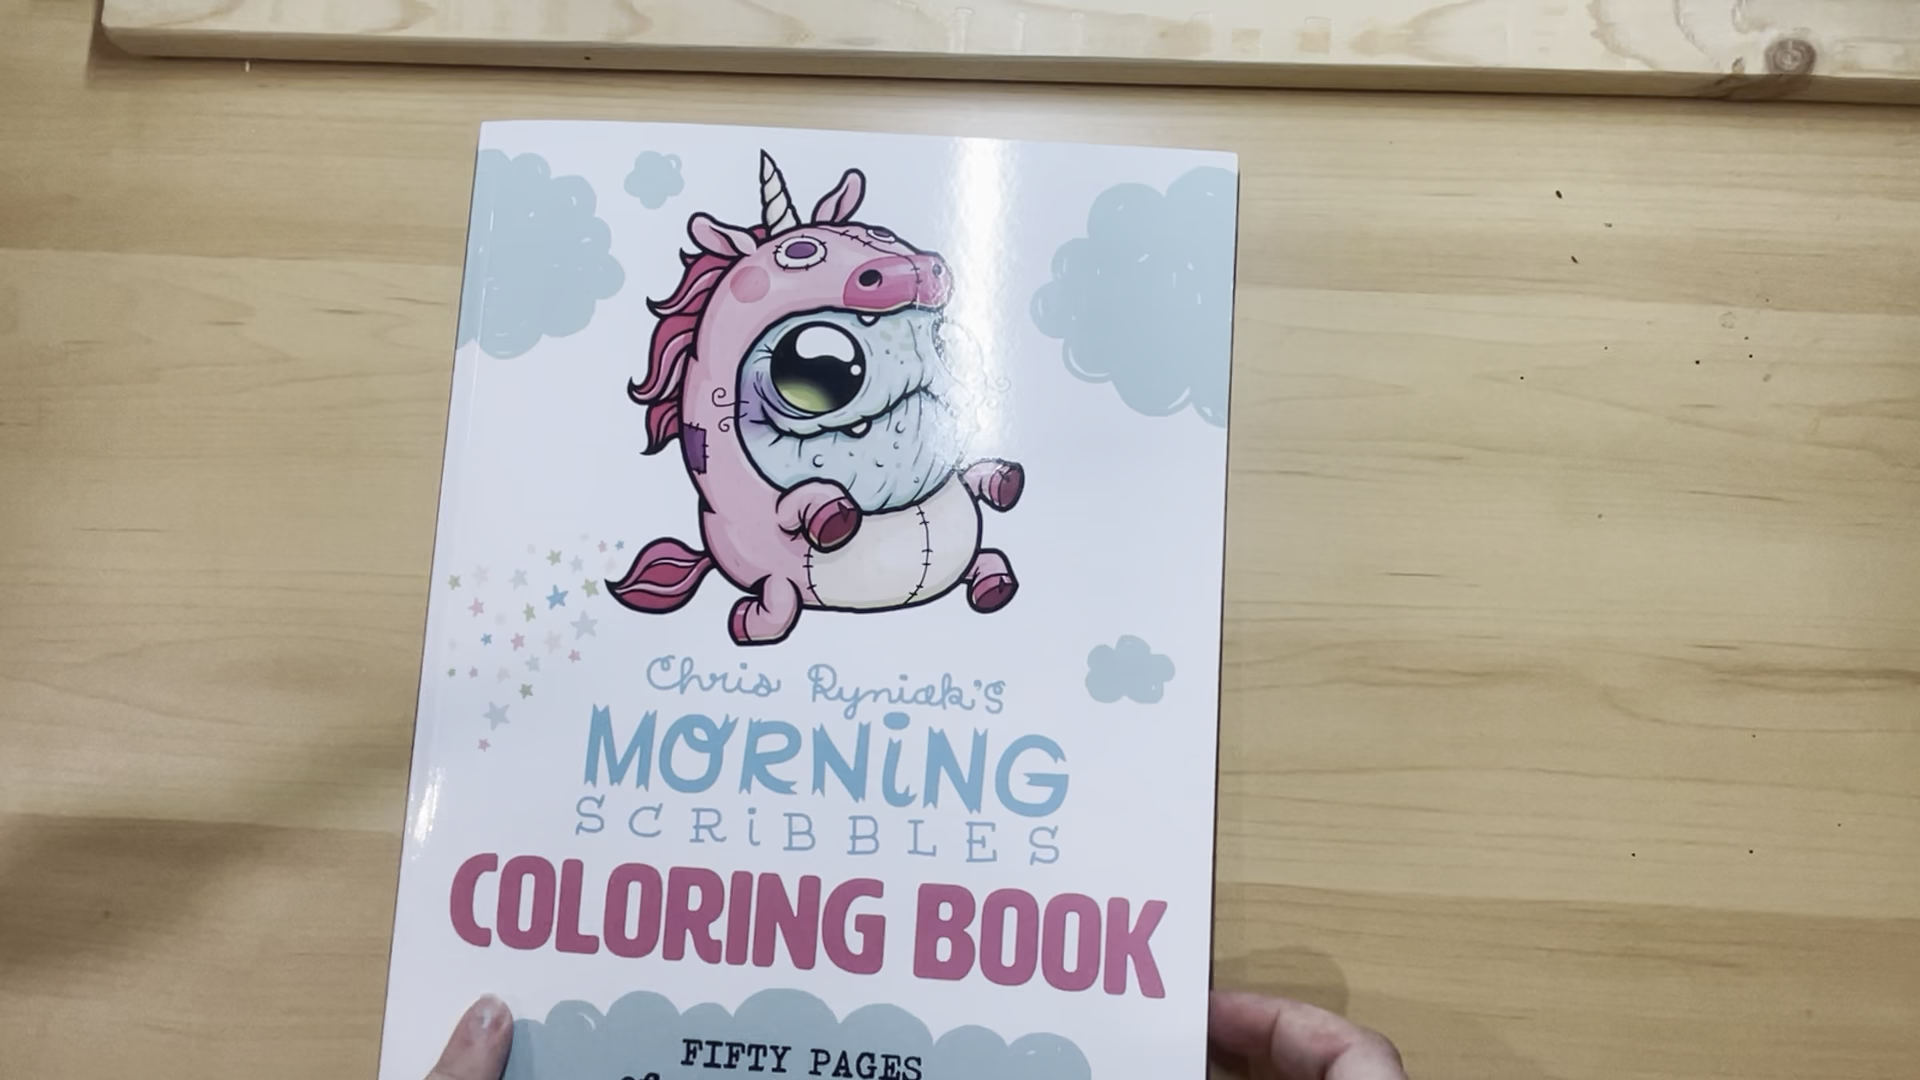 Chris Ryniak's
MORNiNG
SCRiBBLES
COLORING BOOK
FIFTY PAGES